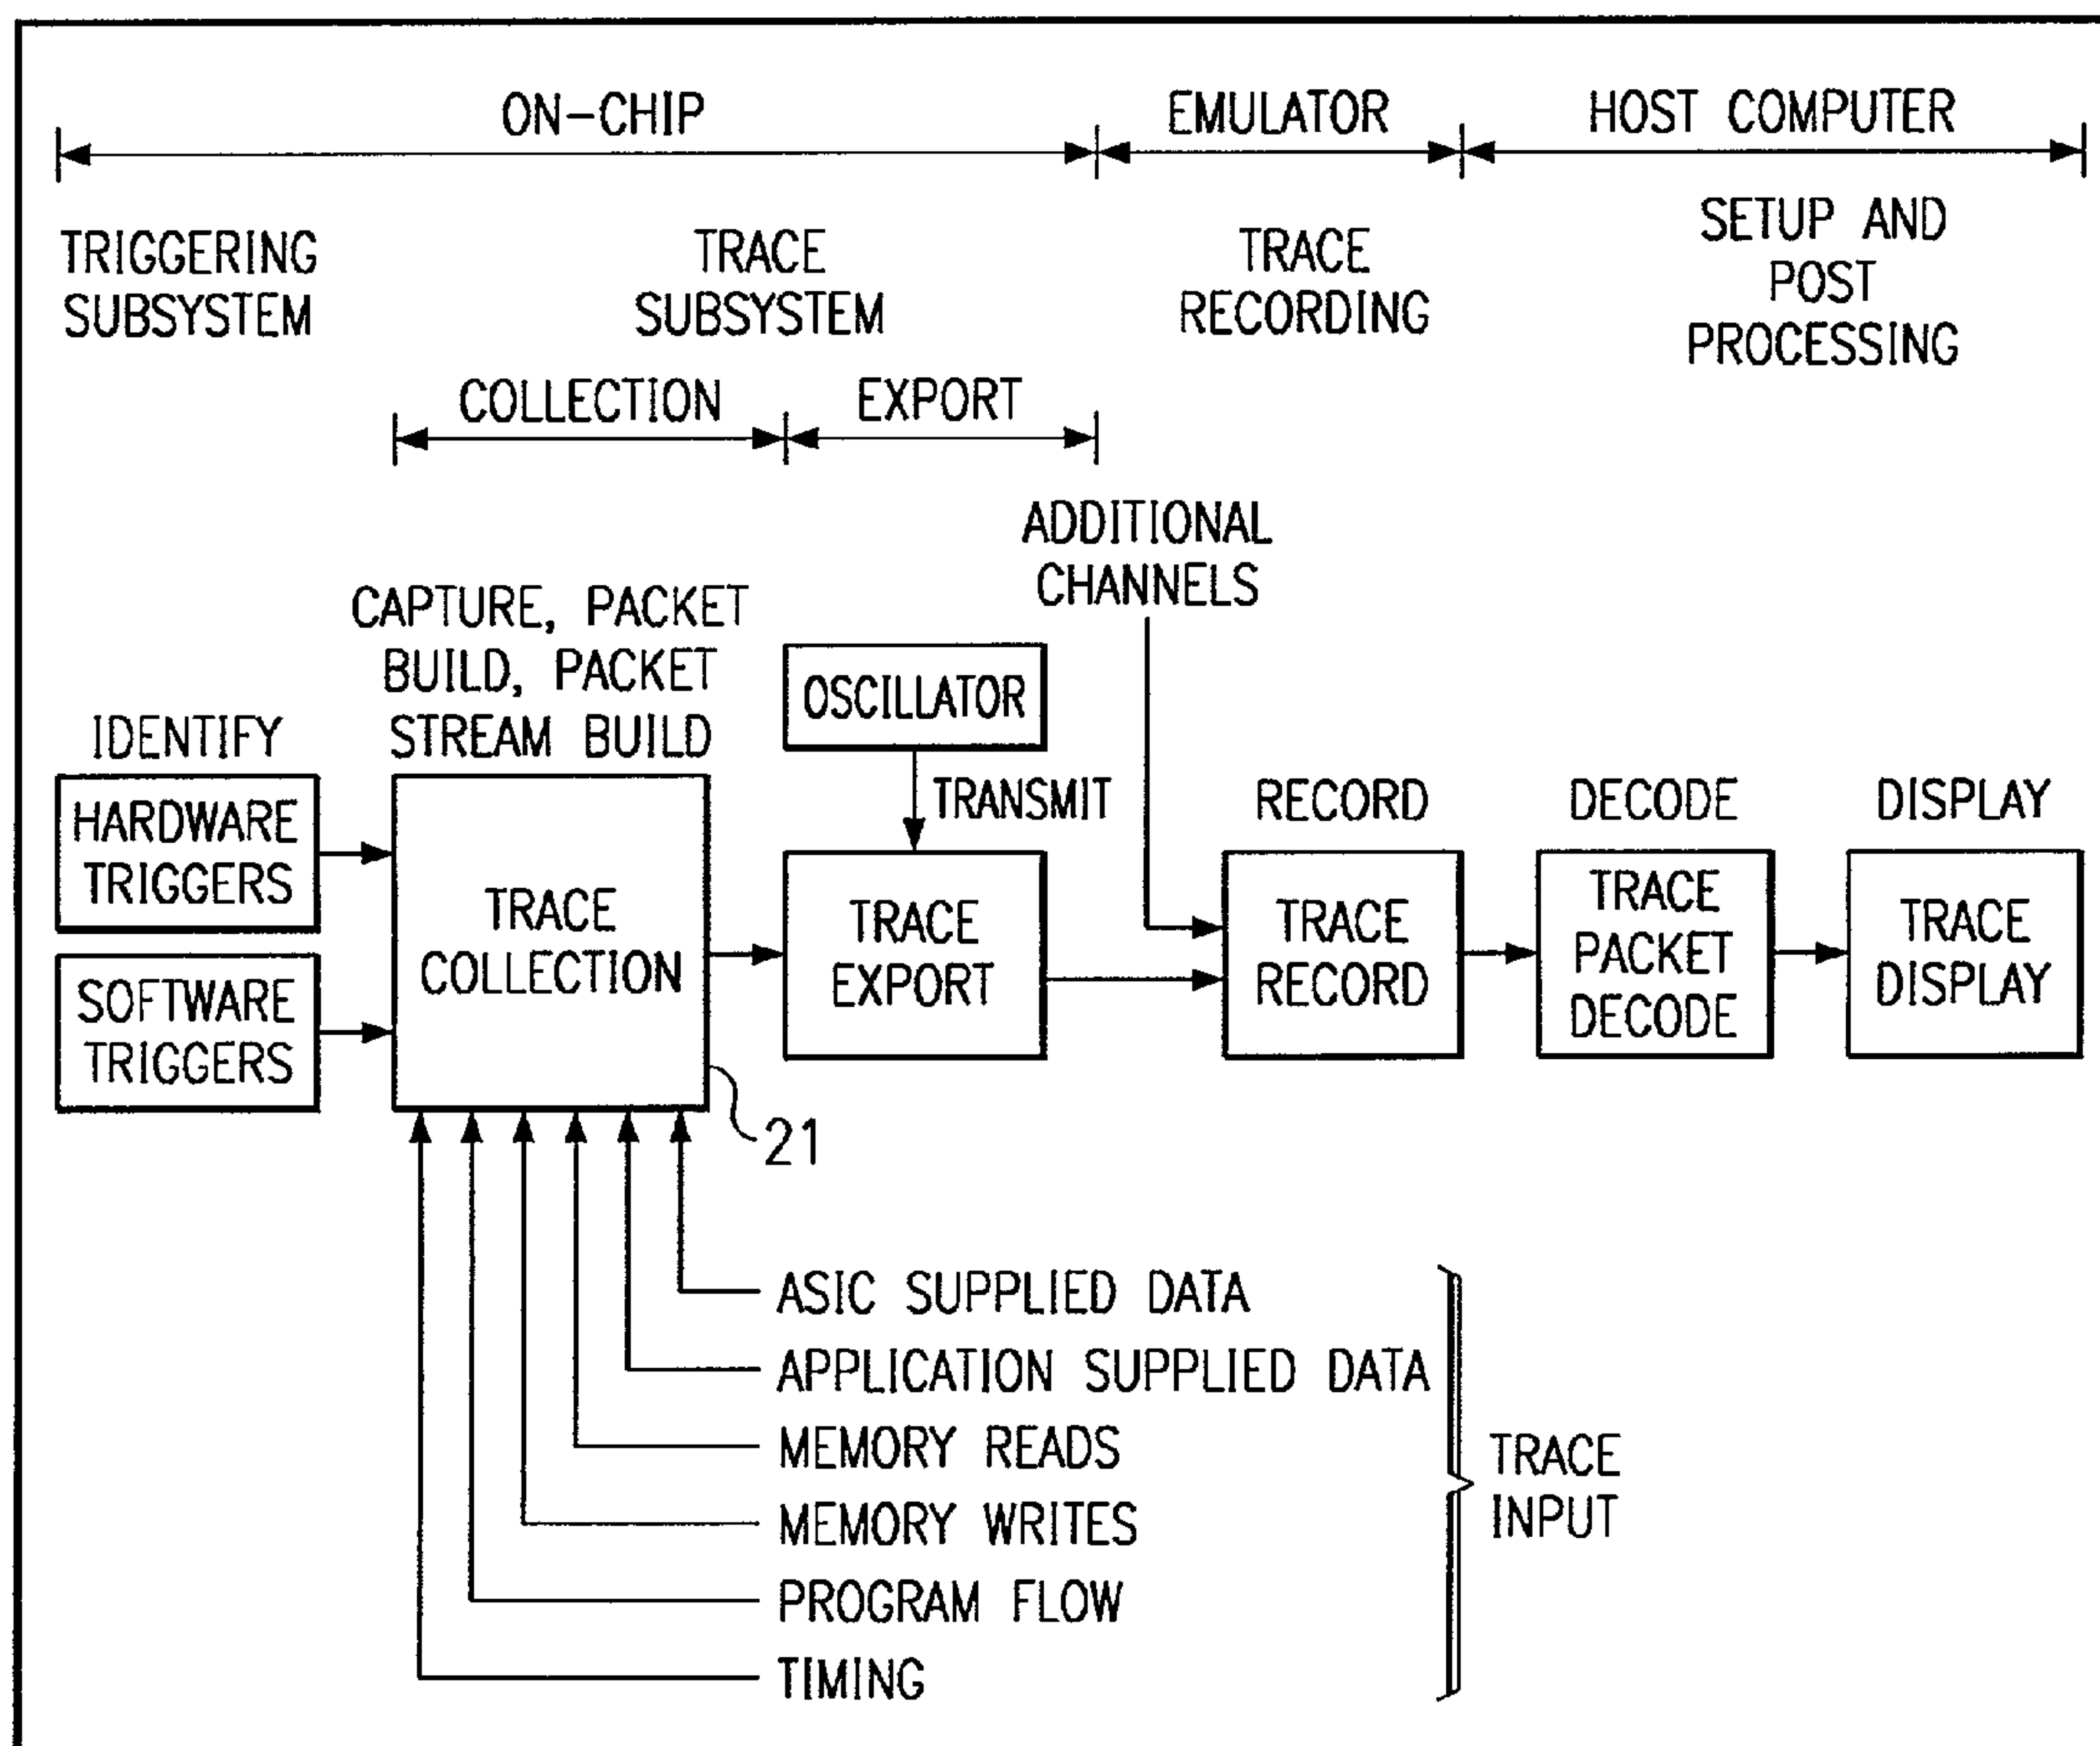 ON-CHIP
EMULATOR
HOST COMPUTER
TRIGGERING
SUBSYSTEM
TRACE
SUBSYSTEM
TRACE
RECORDING
SETUP AND
POST
PROCESSING
COLLECTION
EXPORT
ADDITIONAL
CHANNELS
CAPTURE, PACKET
BUILD, PACKET
STREAM BUILD
OSCILLATOR
IDENTIFY
TRANSMIT
RECORD
DECODE
DISPLAY
HARDWARE
TRIGGERS
SOFTWARE
TRIGGERS
TRACE
COLLECTION
TRACE
EXPORT
TRACE
RECORD
TRACE
PACKET
DECODE
TRACE
DISPLAY
21
ASIC SUPPLIED DATA
APPLICATION SUPPLIED DATA
MEMORY READS
MEMORY WRITES
PROGRAM FLOW
TIMING
TRACE
INPUT